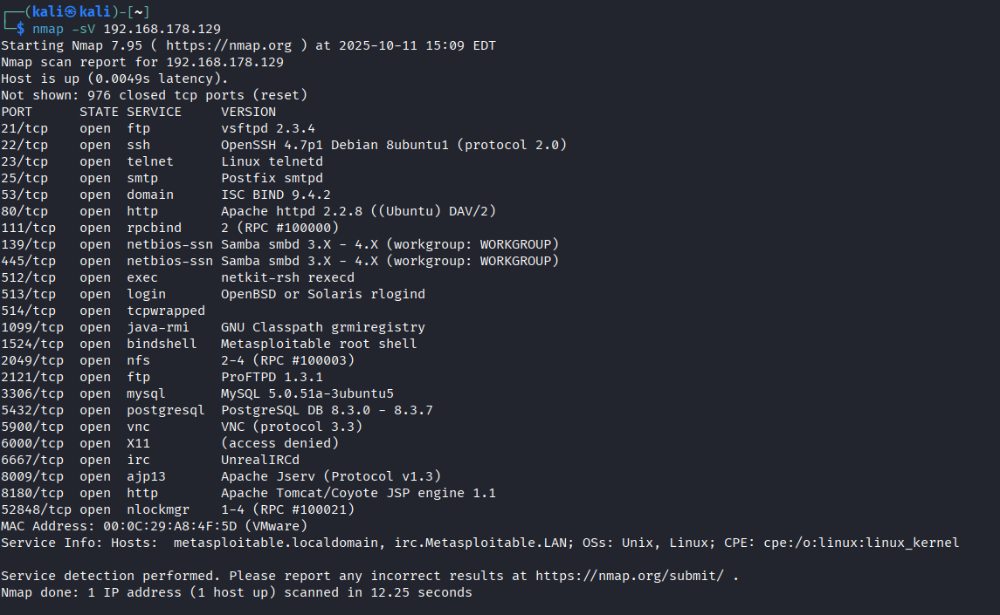 ┌──(kali㉿kali)-[~]
└─$ nmap -sV 192.168.178.129
Starting Nmap 7.95 ( https://nmap.org ) at 2025-10-11 15:09 EDT
Nmap scan report for 192.168.178.129
Host is up (0.0049s latency).
Not shown: 976 closed tcp ports (reset)
PORT      STATE SERVICE     VERSION
21/tcp    open  ftp         vsftpd 2.3.4
22/tcp    open  ssh         OpenSSH 4.7p1 Debian 8ubuntu1 (protocol 2.0)
23/tcp    open  telnet      Linux telnetd
25/tcp    open  smtp        Postfix smtpd
53/tcp    open  domain      ISC BIND 9.4.2
80/tcp    open  http        Apache httpd 2.2.8 ((Ubuntu) DAV/2)
111/tcp   open  rpcbind     2 (RPC #100000)
139/tcp   open  netbios-ssn Samba smbd 3.X - 4.X (workgroup: WORKGROUP)
445/tcp   open  netbios-ssn Samba smbd 3.X - 4.X (workgroup: WORKGROUP)
512/tcp   open  exec        netkit-rsh rexecd
513/tcp   open  login       OpenBSD or Solaris rlogind
514/tcp   open  tcpwrapped
1099/tcp  open  java-rmi    GNU Classpath grmiregistry
1524/tcp  open  bindshell   Metasploitable root shell
2049/tcp  open  nfs         2-4 (RPC #100003)
2121/tcp  open  ftp         ProFTPD 1.3.1
3306/tcp  open  mysql       MySQL 5.0.51a-3ubuntu5
5432/tcp  open  postgresql  PostgreSQL DB 8.3.0 - 8.3.7
5900/tcp  open  vnc         VNC (protocol 3.3)
6000/tcp  open  X11         (access denied)
6667/tcp  open  irc         UnrealIRCd
8009/tcp  open  ajp13       Apache Jserv (Protocol v1.3)
8180/tcp  open  http        Apache Tomcat/Coyote JSP engine 1.1
52848/tcp open  nlockmgr    1-4 (RPC #100021)
MAC Address: 00:0C:29:A8:4F:5D (VMware)
Service Info: Hosts:  metasploitable.localdomain, irc.Metasploitable.LAN; OSs: Unix, Linux; CPE: cpe:/o:linux:linux_kernel

Service detection performed. Please report any incorrect results at https://nmap.org/submit/ .
Nmap done: 1 IP address (1 host up) scanned in 12.25 seconds